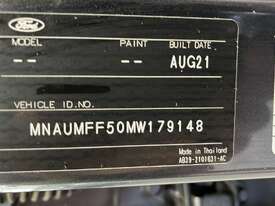 Ford
MODEL PAINT BUILT DATE
-- -- AUG21
VEHICLE ID.NO.
MNAUMFF50MW179148
Made in Thailand
AB39-2101631-AC